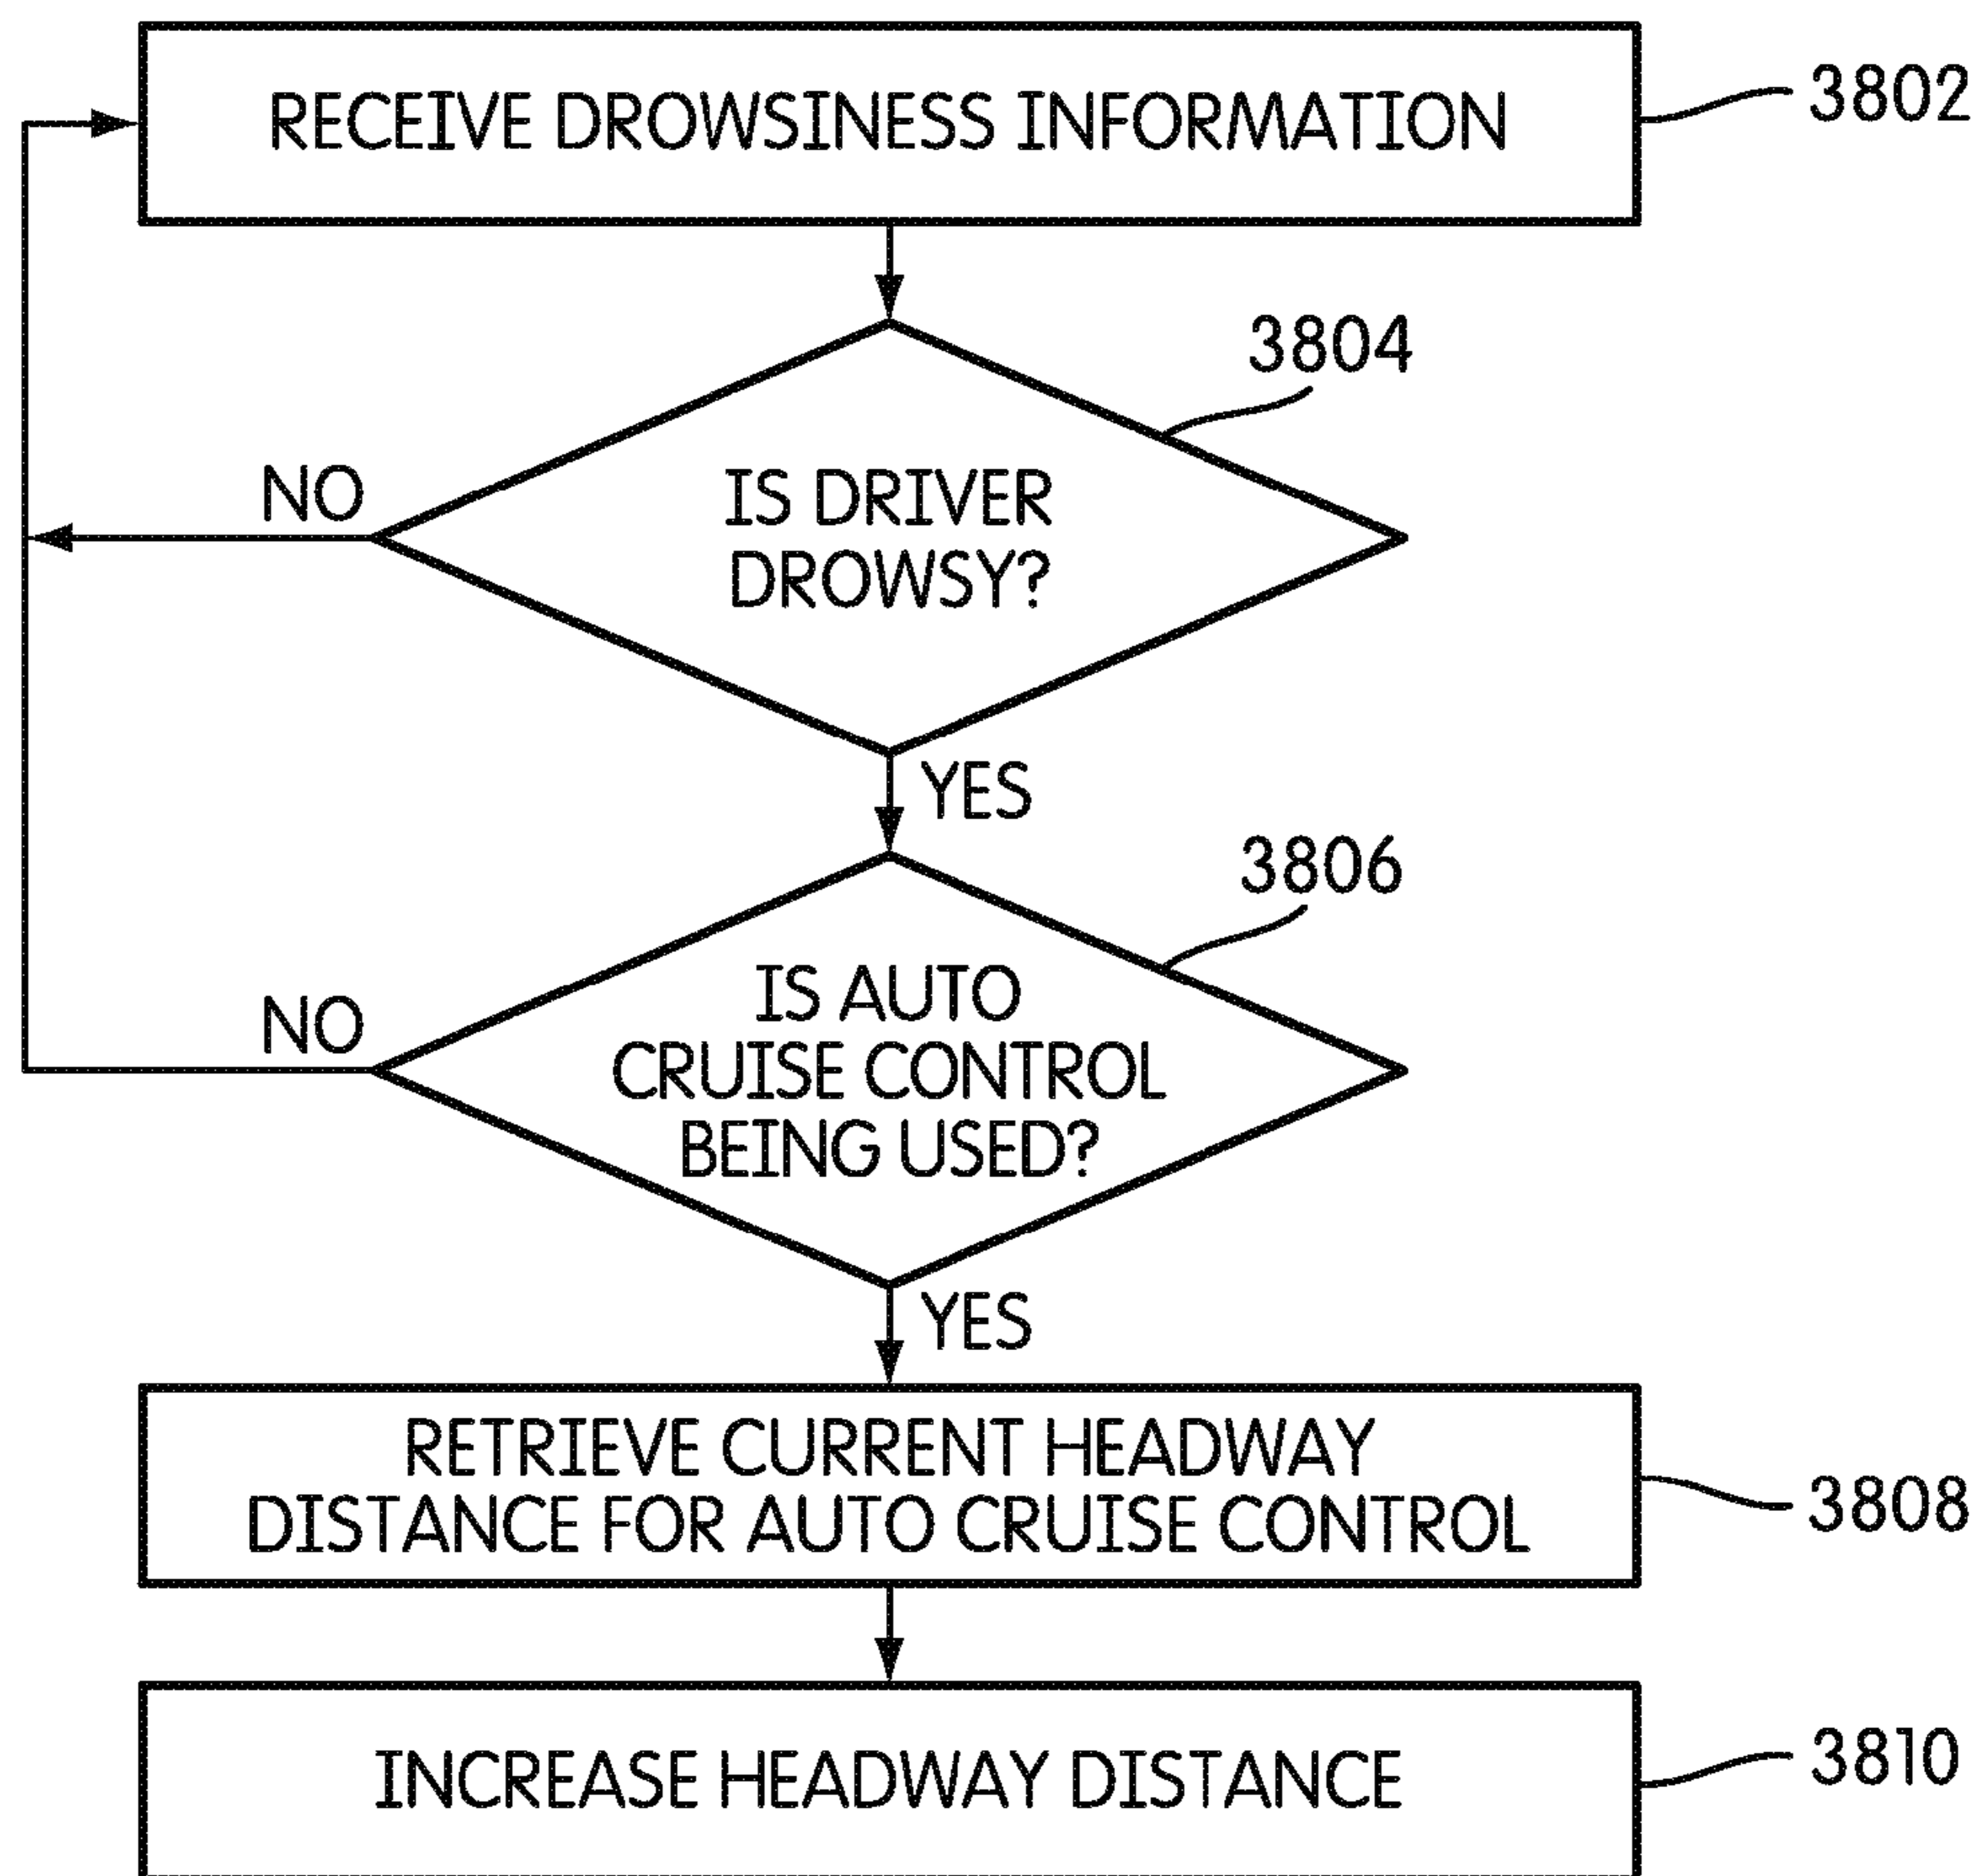 RECEIVE DROWSINESS INFORMATION
3802
3804
IS DRIVER
DROWSY?
NO
YES
3806
IS AUTO
CRUISE CONTROL
BEING USED?
NO
YES
RETRIEVE CURRENT HEADWAY
DISTANCE FOR AUTO CRUISE CONTROL
3808
INCREASE HEADWAY DISTANCE
3810